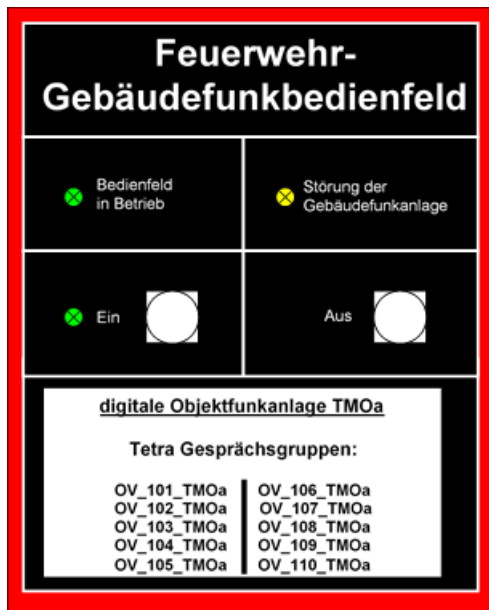 Feuerwehr-
Gebäudefunkbedienfeld
Bedienfeld
in Betrieb
Störung der
Gebäudefunkanlage
Ein
Aus
digitale Objektfunkanlage TMOa
Tetra Gesprächsgruppen:
OV_101_TMOa
OV_102_TMOa
OV_103_TMOa
OV_104_TMOa
OV_105_TMOa
OV_106_TMOa
OV_107_TMOa
OV_108_TMOa
OV_109_TMOa
OV_110_TMOa